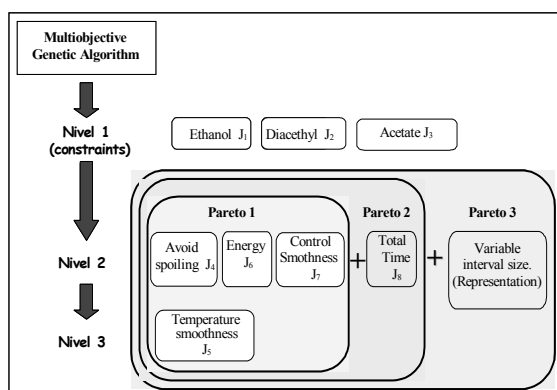 Multiobjective
Genetic Algorithm
Nivel 1
(constraints)
Ethanol J1
Diacethyl J2
Acetate J3
Pareto 1
Pareto 2
Pareto 3
Nivel 2
Avoid
spoiling J4
Energy
J6
Control
Smothness
J7
+
Total
Time
J8
+
Variable
interval size.
(Representation)
Nivel 3
Temperature
smoothness
J5